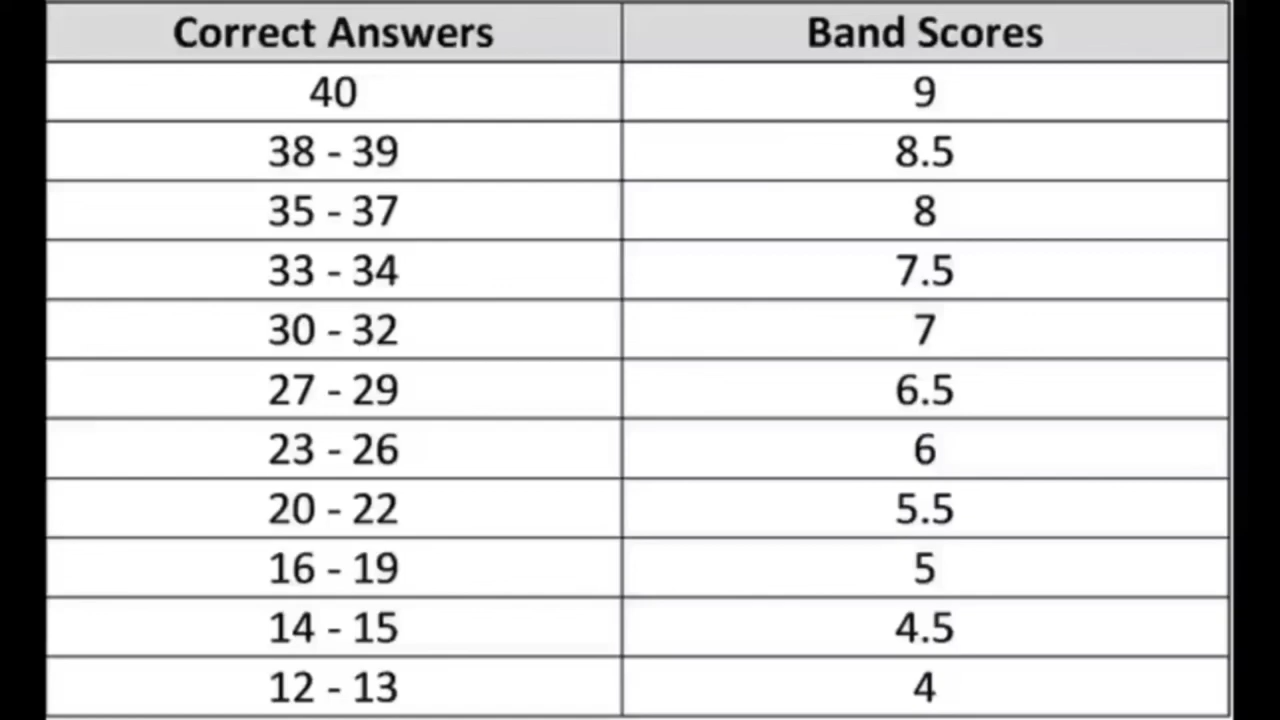 Correct Answers Band Scores
40 9
38 - 39 8.5
35 - 37 8
33 - 34 7.5
30 - 32 7
27 - 29 6.5
23 - 26 6
20 - 22 5.5
16 - 19 5
14 - 15 4.5
12 - 13 4